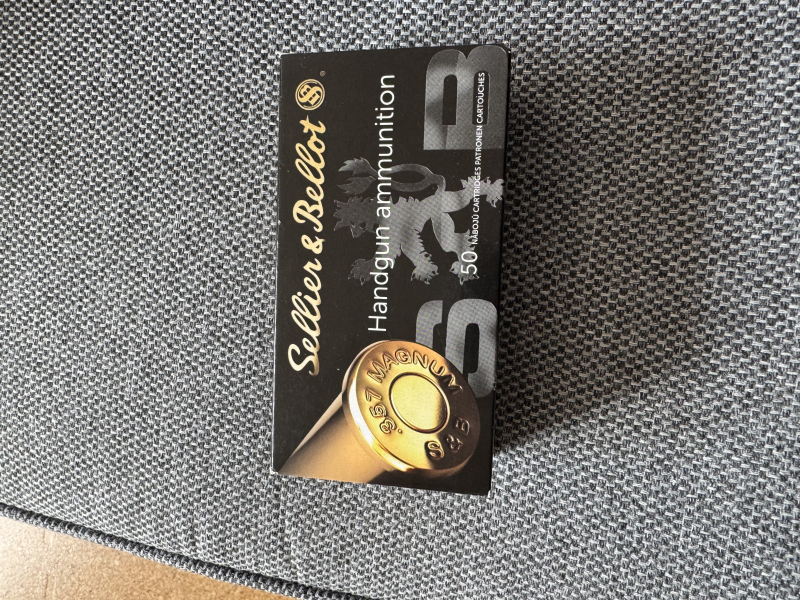 Sellier & Bellot
Handgun ammunition
S B
50 NÁBOJŮ CARTRIDGES PATRONEN CARTOUCHES
.357 MAGNUM
S&B